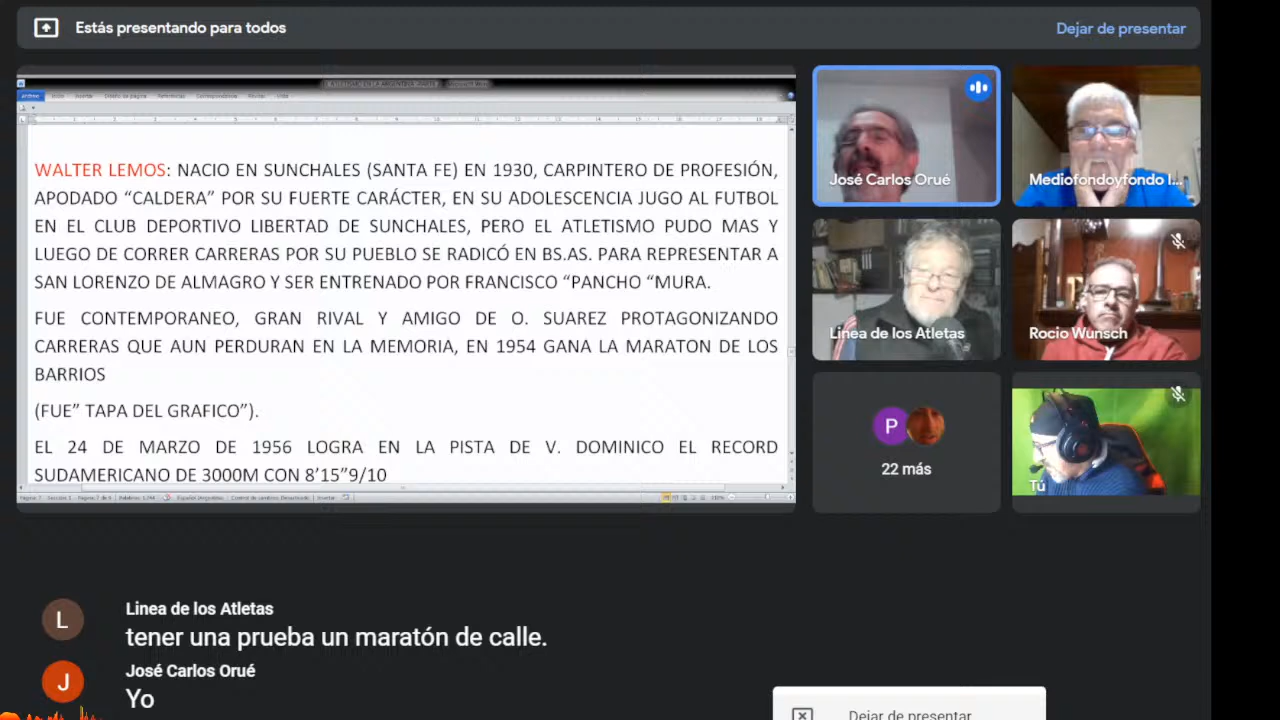 Estás presentando para todos
Dejar de presentar
WALTER LEMOS: NACIO EN SUNCHALES (SANTA FE) EN 1930, CARPINTERO DE PROFESIÓN,
APODADO “CALDERA” POR SU FUERTE CARÁCTER, EN SU ADOLESCENCIA JUGO AL FUTBOL
EN EL CLUB DEPORTIVO LIBERTAD DE SUNCHALES, PERO EL ATLETISMO PUDO MAS Y
LUEGO DE CORRER CARRERAS POR SU PUEBLO SE RADICÓ EN BS.AS. PARA REPRESENTAR A
SAN LORENZO DE ALMAGRO Y SER ENTRENADO POR FRANCISCO “PANCHO “MURA.
FUE CONTEMPORANEO, GRAN RIVAL Y AMIGO DE O. SUAREZ PROTAGONIZANDO
CARRERAS QUE AUN PERDURAN EN LA MEMORIA, EN 1954 GANA LA MARATON DE LOS
BARRIOS
(FUE” TAPA DEL GRAFICO”).
EL 24 DE MARZO DE 1956 LOGRA EN LA PISTA DE V. DOMINICO EL RECORD
SUDAMERICANO DE 3000M CON 8’15”9/10
José Carlos Orué
Mediofondoyfondo l...
Linea de los Atletas
Rocio Wunsch
P
22 más
Tú
L
Linea de los Atletas
tener una prueba un maratón de calle.
J
José Carlos Orué
Yo
Dejar de presentar